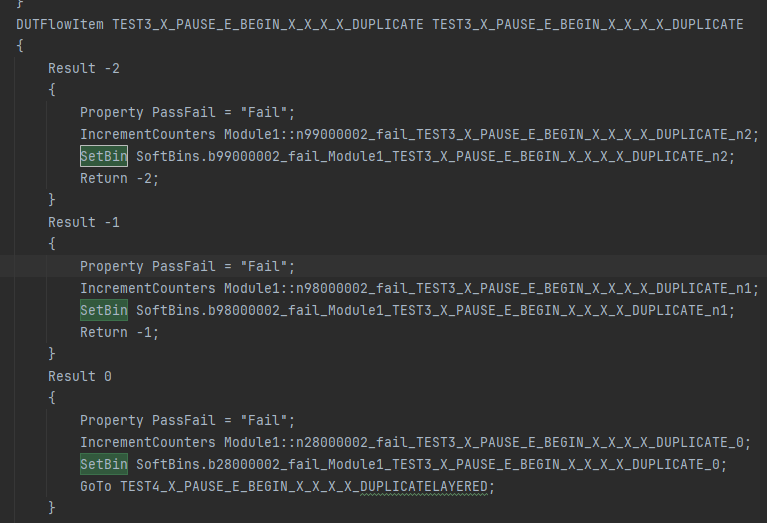 }
DUTFlowItem TEST3_X_PAUSE_E_BEGIN_X_X_X_X_DUPLICATE TEST3_X_PAUSE_E_BEGIN_X_X_X_X_DUPLICATE
{
Result -2
{
Property PassFail = "Fail";
IncrementCounters Module1::n99000002_fail_TEST3_X_PAUSE_E_BEGIN_X_X_X_X_DUPLICATE_n2;
SetBin SoftBins.b99000002_fail_Module1_TEST3_X_PAUSE_E_BEGIN_X_X_X_X_DUPLICATE_n2;
Return -2;
}
Result -1
{
Property PassFail = "Fail";
IncrementCounters Module1::n98000002_fail_TEST3_X_PAUSE_E_BEGIN_X_X_X_X_DUPLICATE_n1;
SetBin SoftBins.b98000002_fail_Module1_TEST3_X_PAUSE_E_BEGIN_X_X_X_X_DUPLICATE_n1;
Return -1;
}
Result 0
{
Property PassFail = "Fail";
IncrementCounters Module1::n28000002_fail_TEST3_X_PAUSE_E_BEGIN_X_X_X_X_DUPLICATE_0;
SetBin SoftBins.b28000002_fail_Module1_TEST3_X_PAUSE_E_BEGIN_X_X_X_X_DUPLICATE_0;
GoTo TEST4_X_PAUSE_E_BEGIN_X_X_X_X_DUPLICATELAYERED;
}